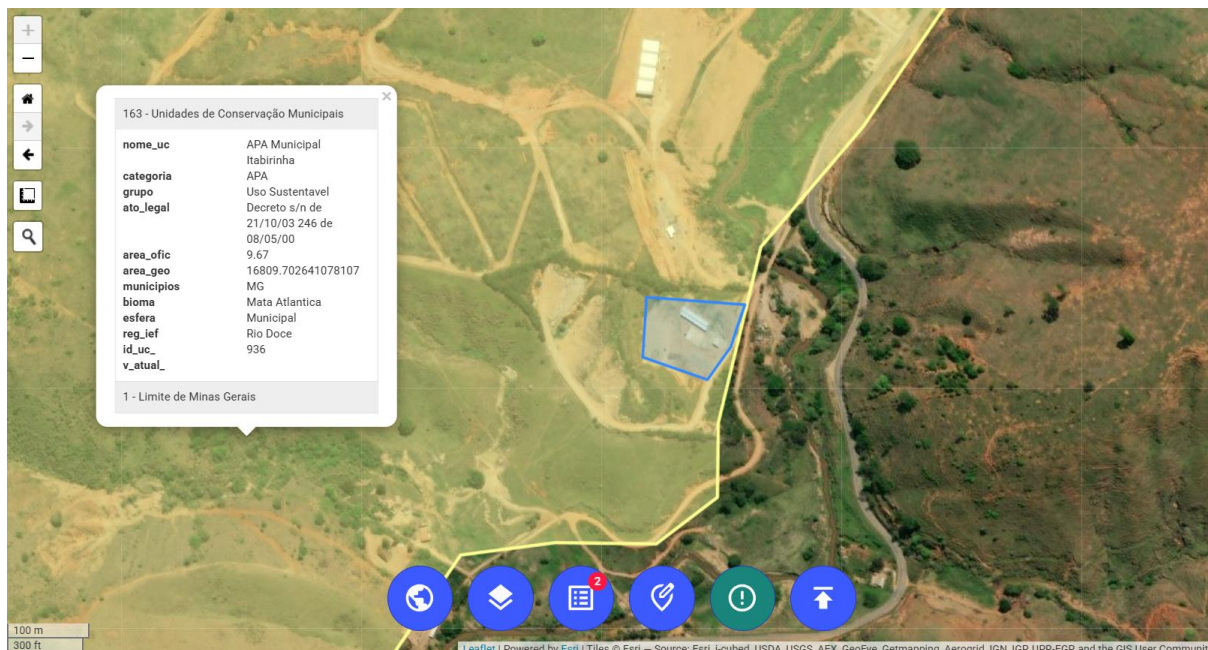 +
−
×
163 - Unidades de Conservação Municipais
nome_uc APA Municipal
Itabirinha
categoria APA
grupo Uso Sustentavel
ato_legal Decreto s/n de
21/10/03 246 de
08/05/00
area_ofic 9.67
area_geo 16809.702641078107
municipios MG
bioma Mata Atlantica
esfera Municipal
reg_ief Rio Doce
id_uc_ 936
v_atual_
1 - Limite de Minas Gerais
2
100 m
300 ft
Leaflet | Powered by Esri | Tiles © Esri — Source: Esri, i-cubed, USDA, USGS, AEX, GeoEye, Getmapping, Aerogrid, IGN, IGP, UPR-EGP, and the GIS User Communit